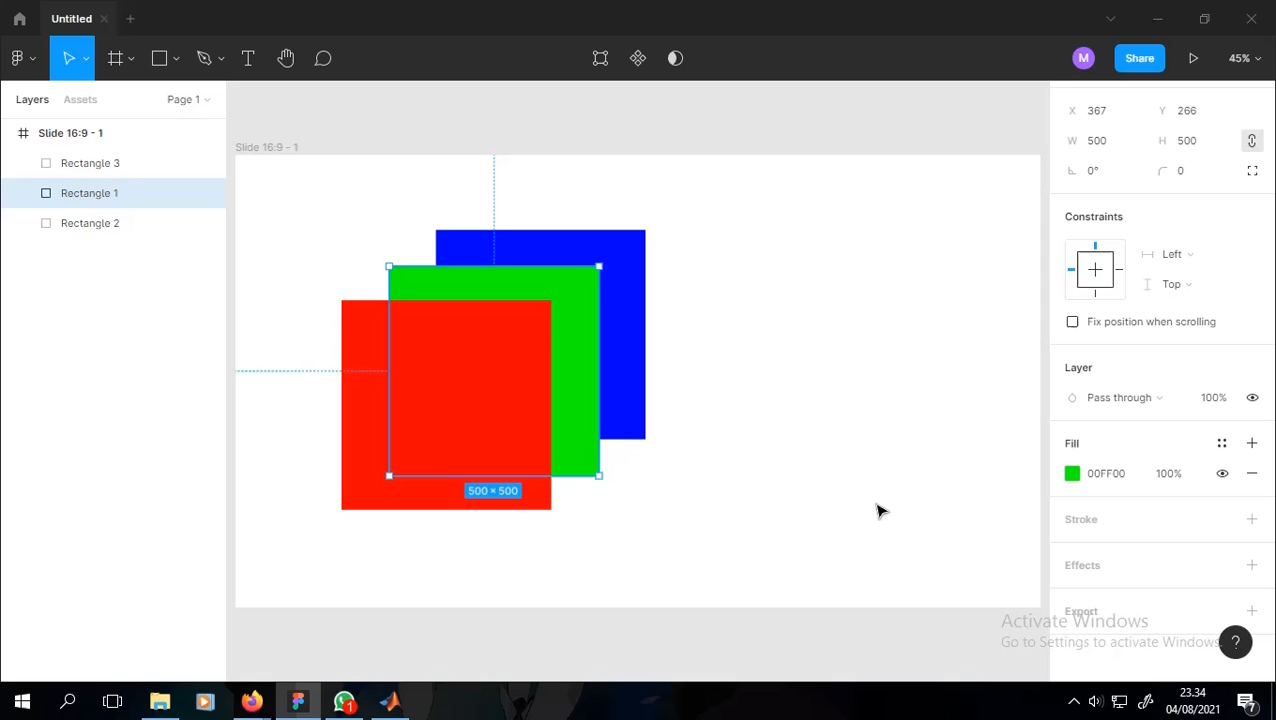 Untitled
Share
45%
M
Layers
Assets
Page 1
Slide 16:9 - 1
Rectangle 3
Rectangle 1
Rectangle 2
Slide 16:9 - 1
500 × 500
X 367
Y 266
W 500
H 500
0°
0
Constraints
Left
Top
Fix position when scrolling
Layer
Pass through
100%
Fill
00FF00
100%
Stroke
Effects
Export
Activate Windows
Go to Settings to activate Windows.
?
1
23.34
04/08/2021
7